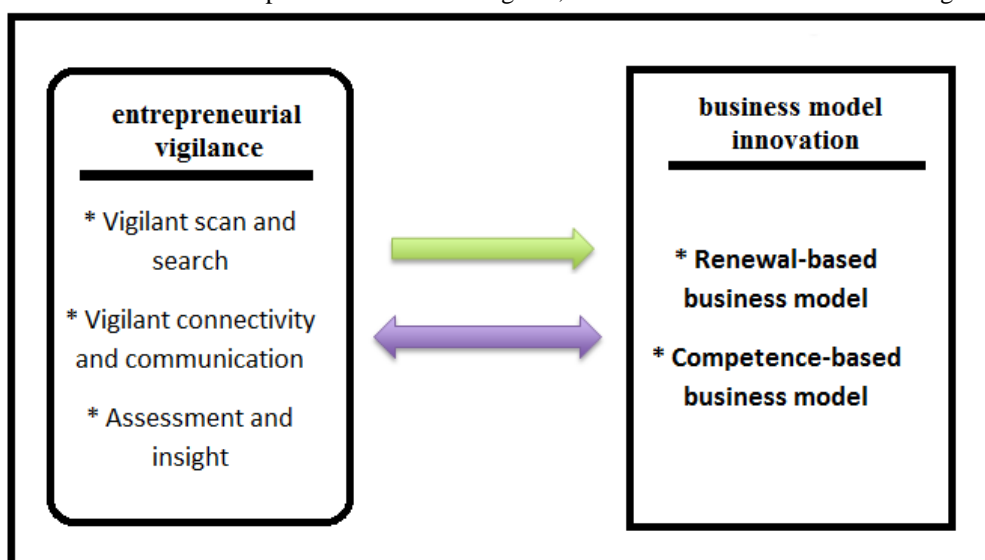 entrepreneurial
vigilance
* Vigilant scan and
search
* Vigilant connectivity
and communication
* Assessment and
insight
business model
innovation
* Renewal-based
business model
* Competence-based
business model